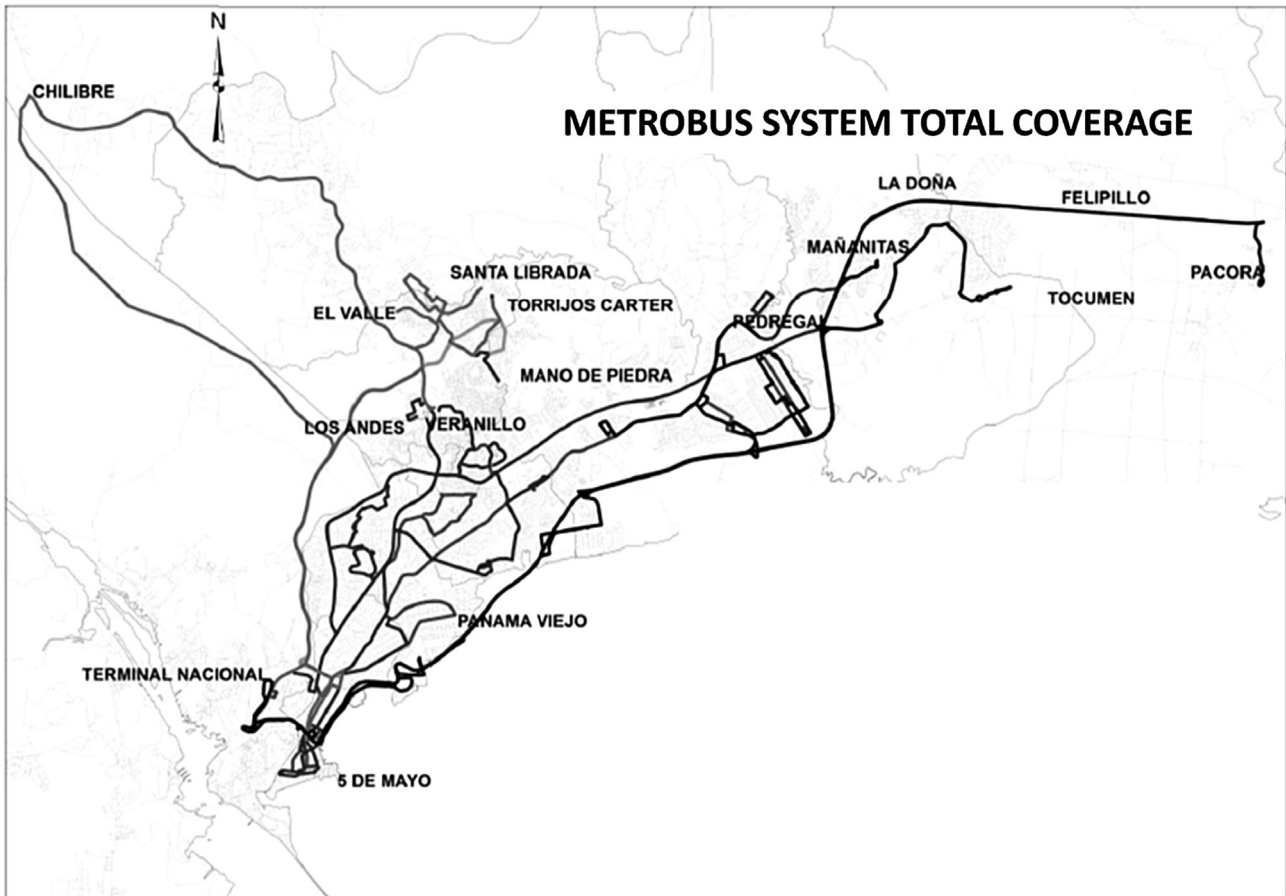 N
CHILIBRE
METROBUS SYSTEM TOTAL COVERAGE
LA DOÑA
FELIPILLO
MAÑANITAS
SANTA LIBRADA
PACORA
TORRIJOS CARTER
TOCUMEN
EL VALLE
PEDREGAL
MANO DE PIEDRA
LOS ANDES
VERANILLO
PANAMA VIEJO
TERMINAL NACIONAL
5 DE MAYO